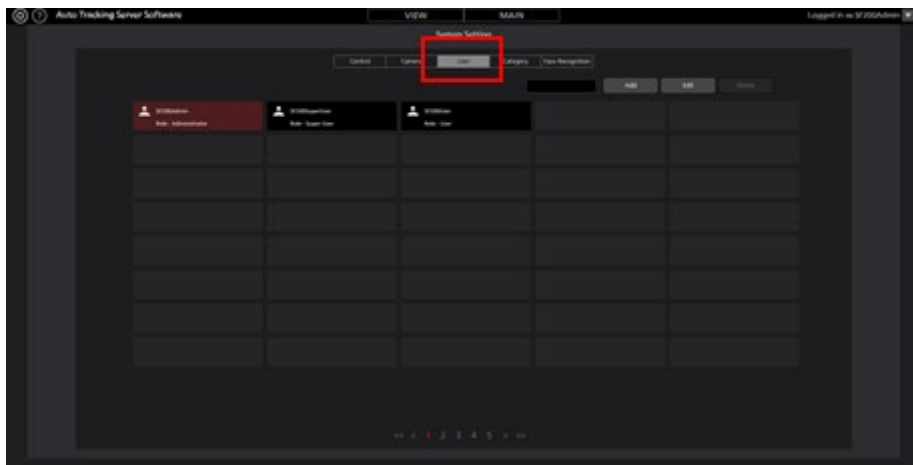 Auto Tracking Server Software VIEW MAIN Logged in as SF200Admin
System Setting
Control Camera User Category Face Recognition
Add Edit Delete
SF200Admin SF200SuperUser SF200User
Role : Administrator Role : Super User Role : User
<< < 1 2 3 4 5 > >>